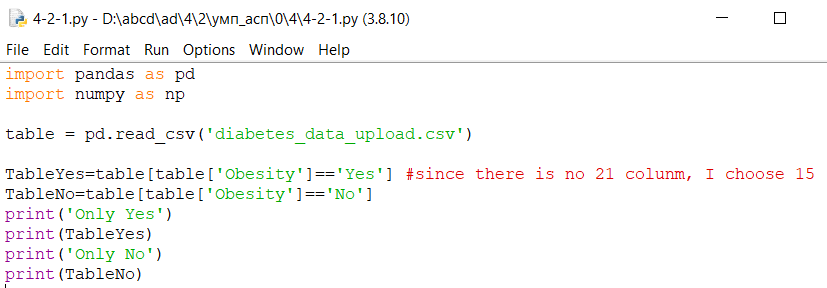 4-2-1.py - D:\abcd\ad\4\2\умп_асп\0\4\4-2-1.py (3.8.10)
File Edit Format Run Options Window Help
import pandas as pd
import numpy as np
table = pd.read_csv('diabetes_data_upload.csv')
TableYes=table[table['Obesity']=='Yes'] #since there is no 21 colunm, I choose 15
TableNo=table[table['Obesity']=='No']
print('Only Yes')
print(TableYes)
print('Only No')
print(TableNo)